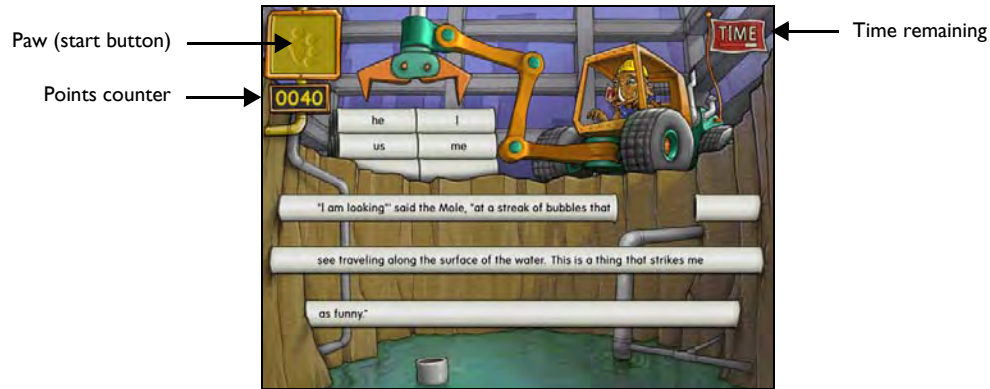 Paw (start button)
TIME
Time remaining
Points counter
0040
he I
us me
"I am looking"' said the Mole, "at a streak of bubbles that
see traveling along the surface of the water. This is a thing that strikes me
as funny."